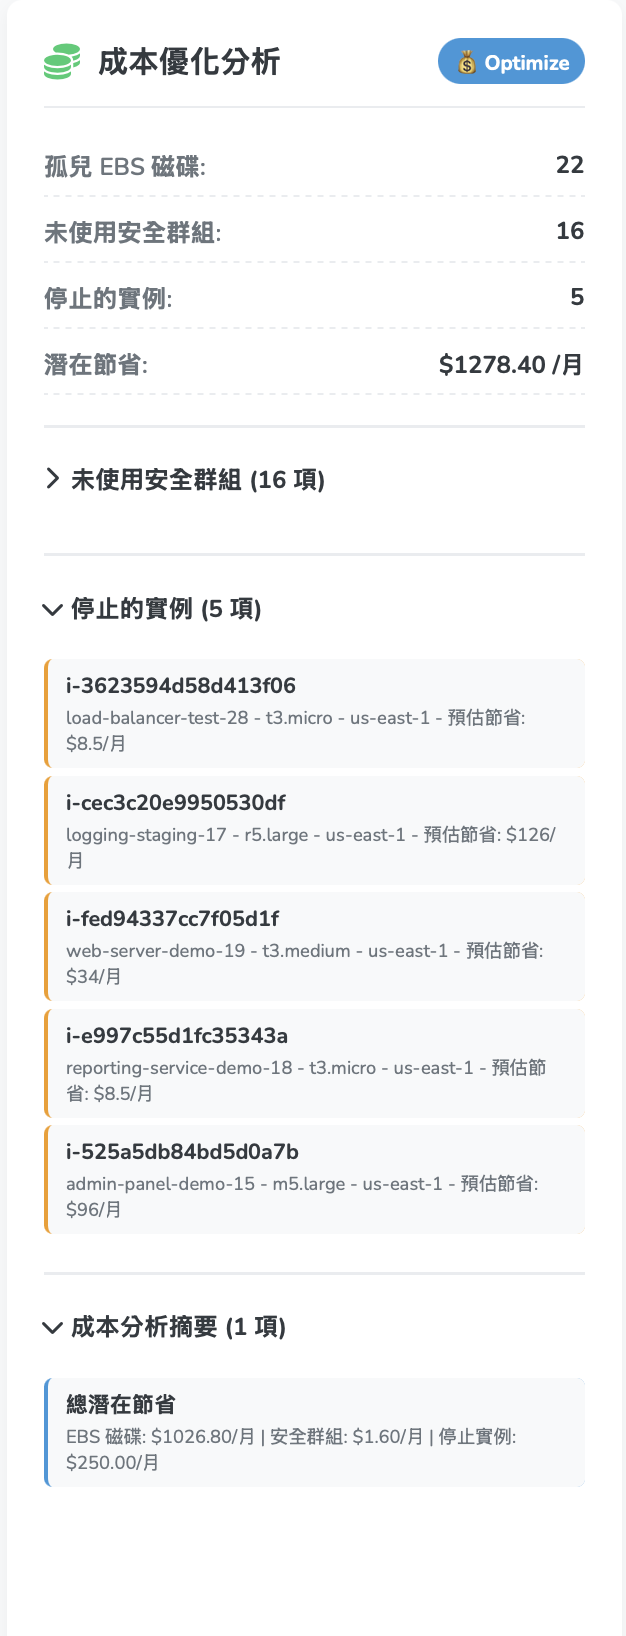 成本優化分析
💰 Optimize
孤兒 EBS 磁碟:
22
未使用安全群組:
16
停止的實例:
5
潛在節省:
$1278.40 /月
未使用安全群組 (16 項)
停止的實例 (5 項)
i-3623594d58d413f06
load-balancer-test-28 - t3.micro - us-east-1 - 預估節省:
$8.5/月
i-cec3c20e9950530df
logging-staging-17 - r5.large - us-east-1 - 預估節省: $126/
月
i-fed94337cc7f05d1f
web-server-demo-19 - t3.medium - us-east-1 - 預估節省:
$34/月
i-e997c55d1fc35343a
reporting-service-demo-18 - t3.micro - us-east-1 - 預估節
省: $8.5/月
i-525a5db84bd5d0a7b
admin-panel-demo-15 - m5.large - us-east-1 - 預估節省:
$96/月
成本分析摘要 (1 項)
總潛在節省
EBS 磁碟: $1026.80/月 | 安全群組: $1.60/月 | 停止實例:
$250.00/月